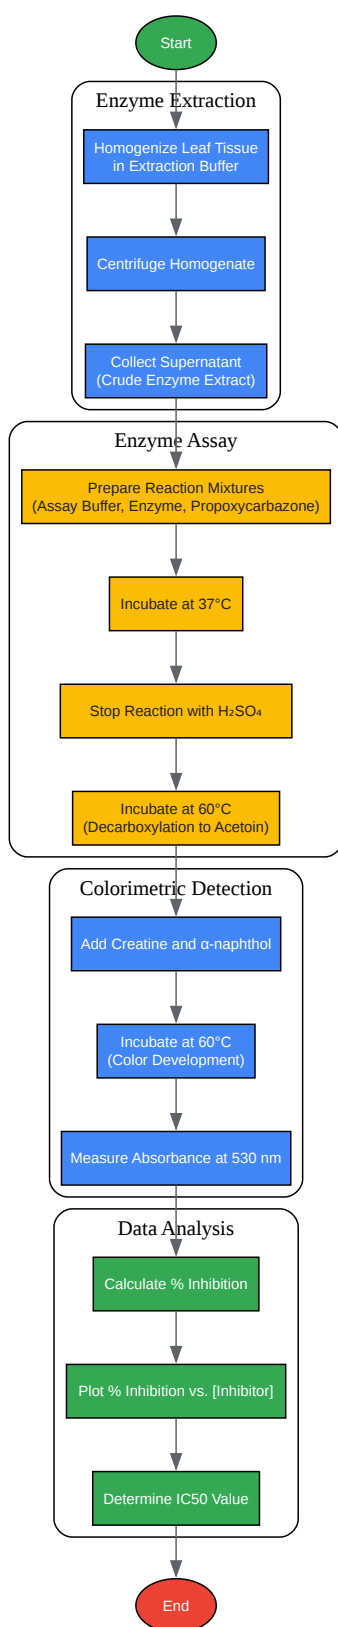 Start
Enzyme Extraction
Homogenize Leaf Tissue
in Extraction Buffer
Centrifuge Homogenate
Collect Supernatant
(Crude Enzyme Extract)
Enzyme Assay
Prepare Reaction Mixtures
(Assay Buffer, Enzyme, Propoxycarbazone)
Incubate at 37°C
Stop Reaction with H₂SO₄
Incubate at 60°C
(Decarboxylation to Acetoin)
Colorimetric Detection
Add Creatine and α-naphthol
Incubate at 60°C
(Color Development)
Measure Absorbance at 530 nm
Data Analysis
Calculate % Inhibition
Plot % Inhibition vs. [Inhibitor]
Determine IC50 Value
End